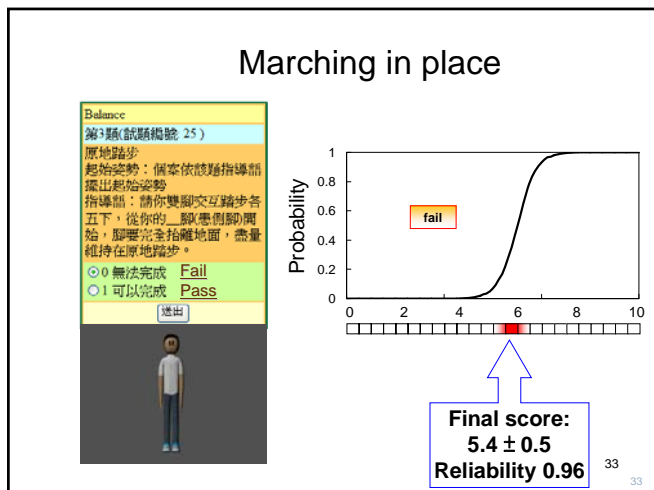 Marching in place
Balance
第3題(試題編號: 25 )
原地踏步
起始姿勢：個案依該題指導語
擺出起始姿勢
指導語：請你雙腳交互踏步各
五下，從你的__腳(患側腳)開
始，腳要完全抬離地面，盡量
維持在原地踏步。
0 無法完成 Fail
1 可以完成 Pass
送出
Probability
1
0.8
0.6
0.4
0.2
0
fail
0 2 4 6 8 10
Final score:
5.4 ± 0.5
Reliability 0.96
33
33